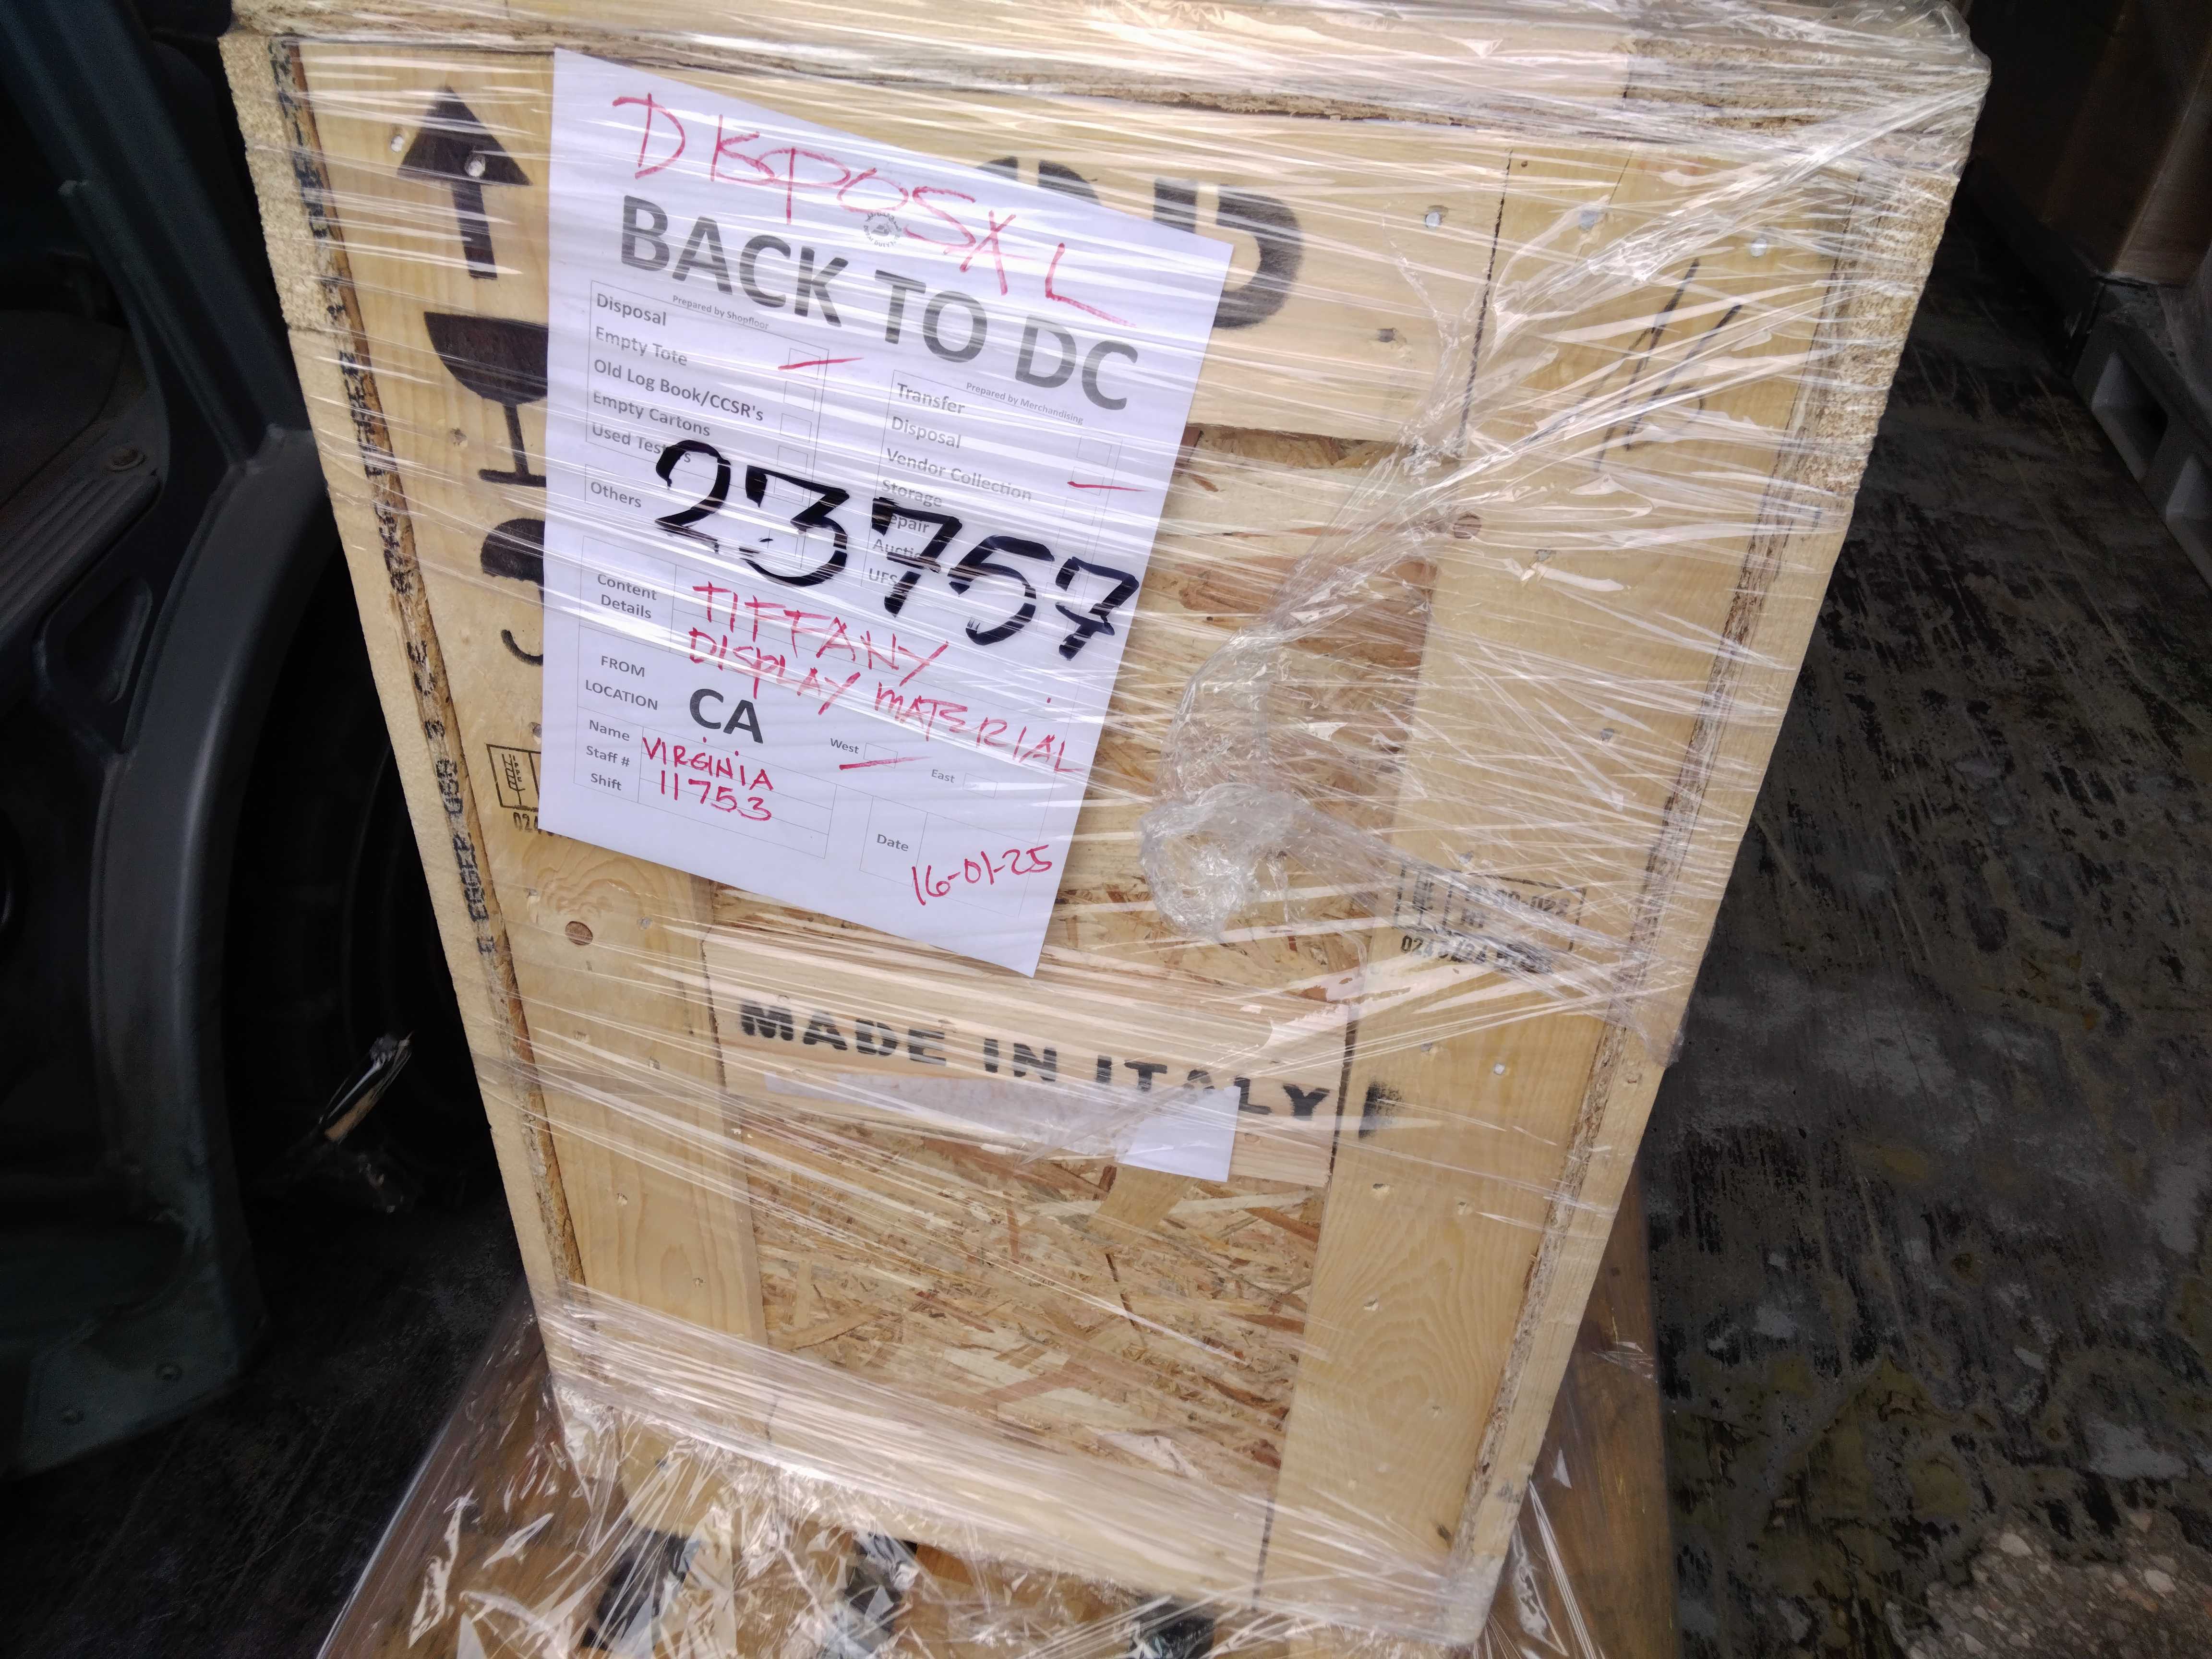 DISPOSAL
BACK TO DC
Prepared by Shopfloor
Disposal
Empty Tote
Old Log Book/CCSR's
Empty Cartons
Used
Others
Prepared by Merchandising
Transfer
Disposal
Vendor Collection
Storage
23757
Content
Details
TIFFANY
DISPLAY MATERIAL
FROM
LOCATION
CA
West
East
Name
VIRGINIA
Staff #
11753
Shift
Date
16-01-25
MADE IN ITALY